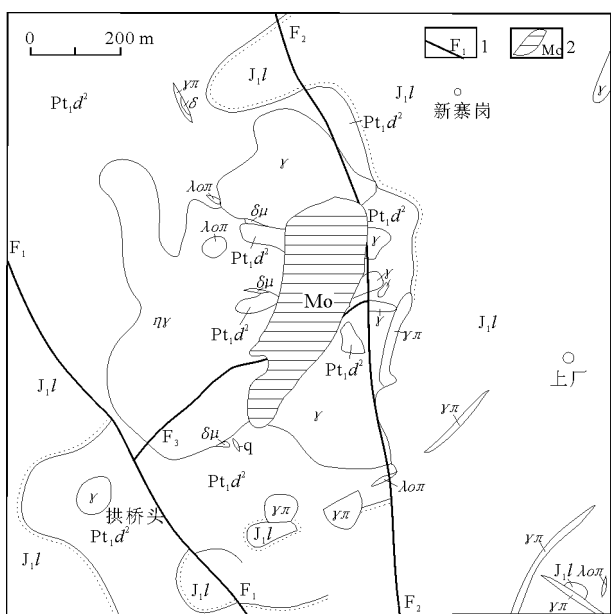 0 200 m
F₂
F₁ 1
Mo 2
J₁l
J₁l
γ
γπ
δ
Pt₁d²
新寨岗
Pt₁d²
γ
λοπ
δμ
Pt₁d²
λοπ
Pt₁d²
γ
F₁
δμ
Mo
γ
ηγ
Pt₁d²
γ
J₁l
γπ
Pt₁d²
上厂
J₁l
γπ
γ
F₃
δμ
q
Pt₁d²
λοπ
γ
拱桥头
γπ
γπ
Pt₁d²
J₁l
γπ
J₁l
J₁l
F₁
F₂
J₁l λοπ
γπ